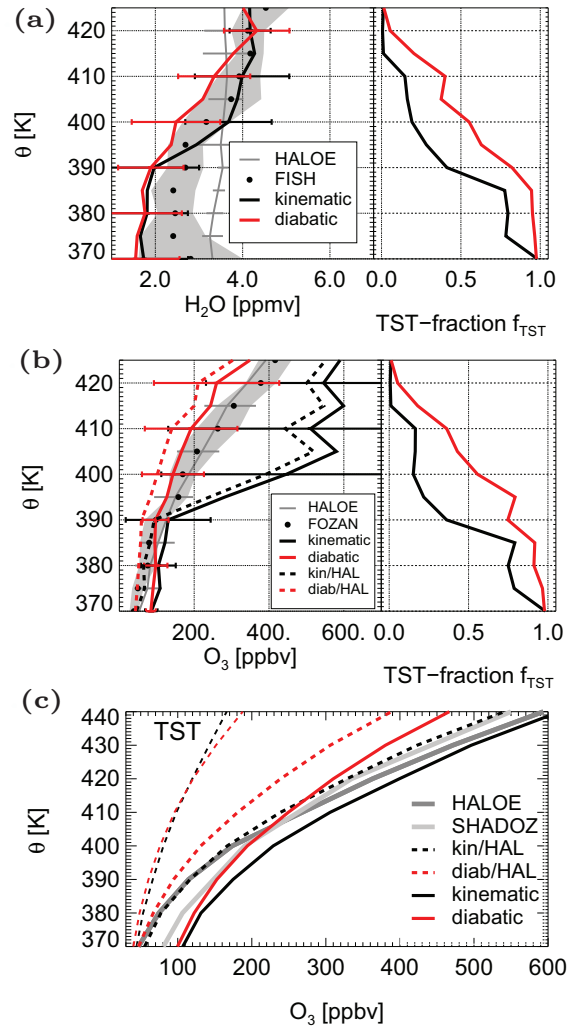 (a)
420
410
400
390
380
370
θ [K]
HALOE
FISH
kinematic
diabatic
2.0 4.0 6.0 0.0 0.5 1.0
H2O [ppmv]
TST−fraction fTST
(b)
420
410
400
390
380
370
θ [K]
HALOE
FOZAN
kinematic
diabatic
kin/HAL
diab/HAL
200. 400. 600. 0.0 0.5 1.0
O3 [ppbv]
TST−fraction fTST
(c)
TST
440
430
420
410
400
390
380
370
θ [K]
HALOE
SHADOZ
kin/HAL
diab/HAL
kinematic
diabatic
100 200 300 400 500 600
O3 [ppbv]